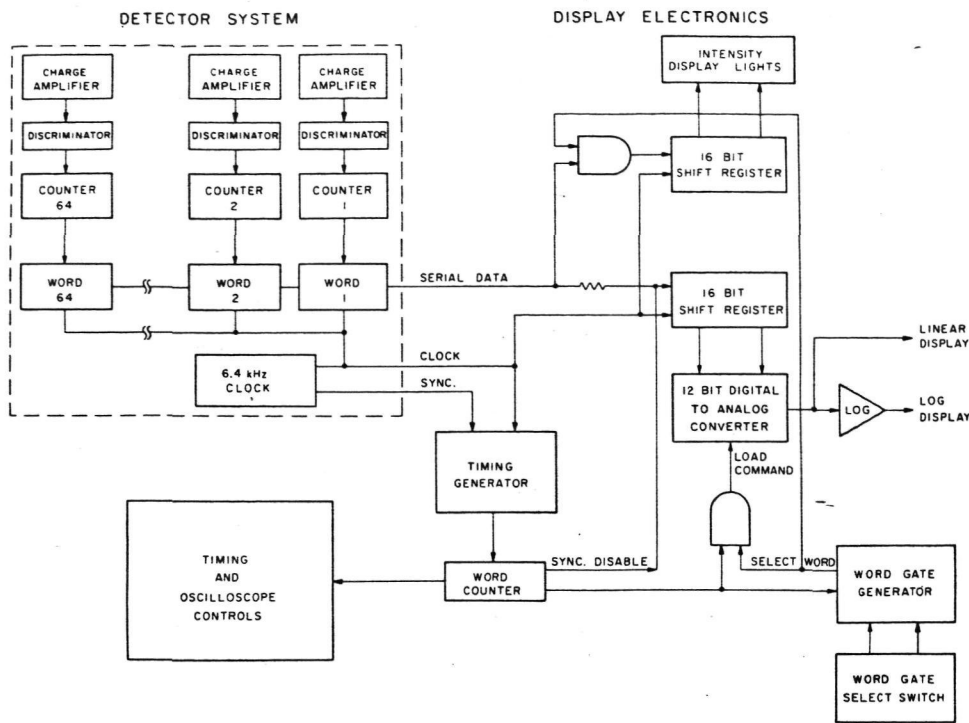 DETECTOR SYSTEM
DISPLAY ELECTRONICS
CHARGE
AMPLIFIER
CHARGE
AMPLIFIER
CHARGE
AMPLIFIER
INTENSITY
DISPLAY LIGHTS
DISCRIMINATOR
DISCRIMINATOR
DISCRIMINATOR
16 BIT
SHIFT REGISTER
COUNTER
64
COUNTER
2
COUNTER
1
WORD
64
WORD
2
WORD
1
SERIAL DATA
16 BIT
SHIFT REGISTER
LINEAR
DISPLAY
6.4 kHz
CLOCK
CLOCK
SYNC.
12 BIT DIGITAL
TO ANALOG
CONVERTER
LOG
LOG
DISPLAY
LOAD
COMMAND
TIMING
GENERATOR
TIMING
AND
OSCILLOSCOPE
CONTROLS
WORD
COUNTER
SYNC. DISABLE
SELECT WORD
WORD GATE
GENERATOR
WORD GATE
SELECT SWITCH